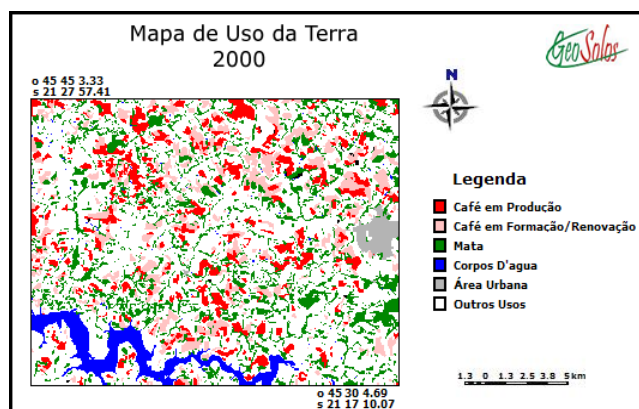 Mapa de Uso da Terra
2000
GeoSolos
o 45 45 3.33
s 21 27 57.41
N
Legenda
Café em Produção
Café em Formação/Renovação
Mata
Corpos D'agua
Área Urbana
Outros Usos
1.3 0 1.3 2.5 3.8 5 km
o 45 30 4.69
s 21 17 10.07